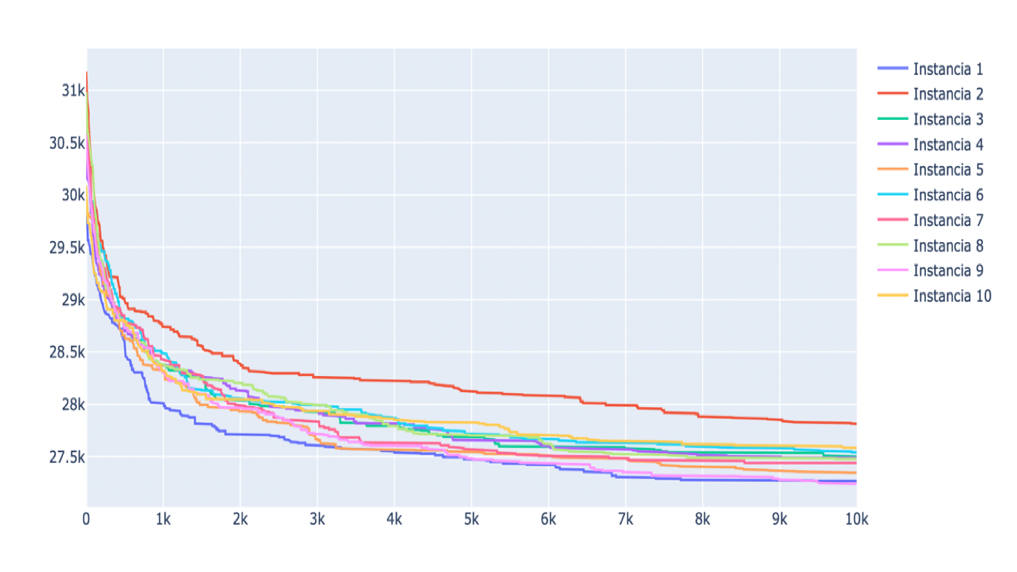 31k
30.5k
30k
29.5k
29k
28.5k
28k
27.5k
0 1k 2k 3k 4k 5k 6k 7k 8k 9k 10k
Instancia 1
Instancia 2
Instancia 3
Instancia 4
Instancia 5
Instancia 6
Instancia 7
Instancia 8
Instancia 9
Instancia 10